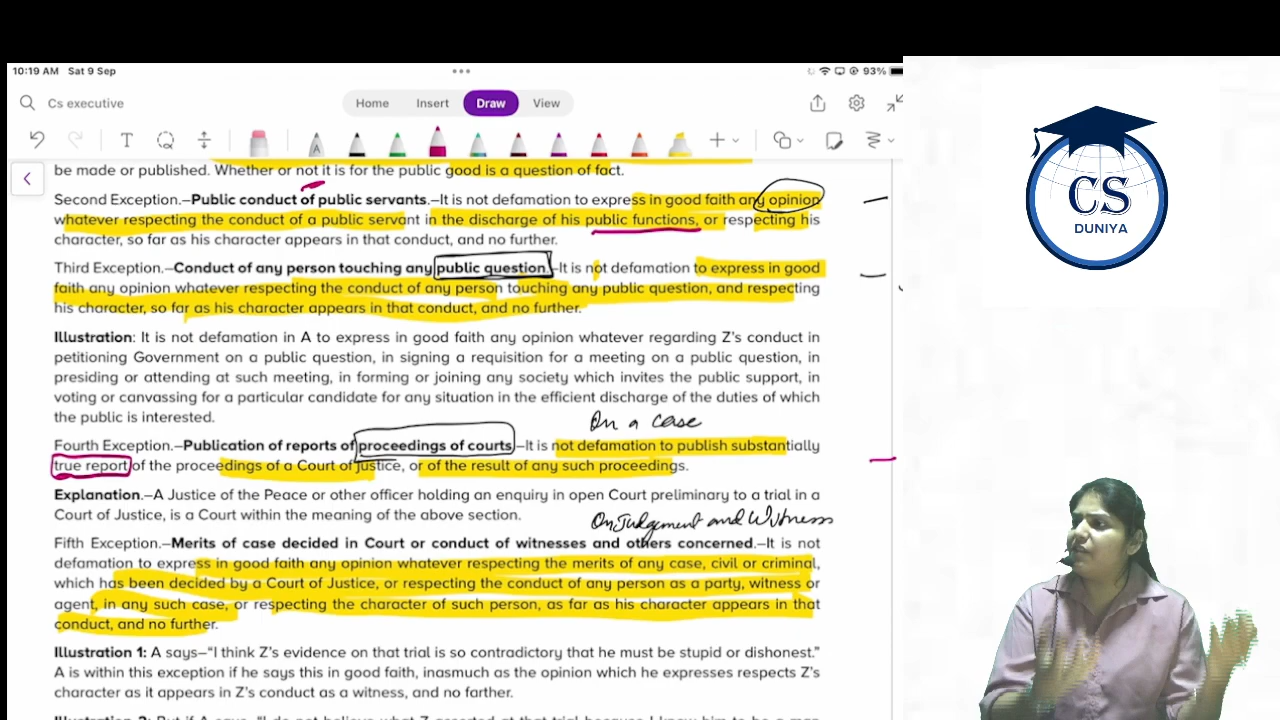 10:19 AM Sat 9 Sep
93%
Cs executive
Home Insert Draw View
T
A
be made or published. Whether or not it is for the public good is a question of fact.
Second Exception.–Public conduct of public servants.–It is not defamation to express in good faith any opinion
whatever respecting the conduct of a public servant in the discharge of his public functions, or respecting his
character, so far as his character appears in that conduct, and no further.
Third Exception.–Conduct of any person touching any public question.–It is not defamation to express in good
faith any opinion whatever respecting the conduct of any person touching any public question, and respecting
his character, so far as his character appears in that conduct, and no further.
Illustration: It is not defamation in A to express in good faith any opinion whatever regarding Z's conduct in
petitioning Government on a public question, in signing a requisition for a meeting on a public question, in
presiding or attending at such meeting, in forming or joining any society which invites the public support, in
voting or canvassing for a particular candidate for any situation in the efficient discharge of the duties of which
the public is interested.
On a case
Fourth Exception.–Publication of reports of proceedings of courts.–It is not defamation to publish substantially
true report of the proceedings of a Court of Justice, or of the result of any such proceedings.
Explanation.–A Justice of the Peace or other officer holding an enquiry in open Court preliminary to a trial in a
Court of Justice, is a Court within the meaning of the above section.
On Judgement and Witness
Fifth Exception.–Merits of case decided in Court or conduct of witnesses and others concerned.–It is not
defamation to express in good faith any opinion whatever respecting the merits of any case, civil or criminal,
which has been decided by a Court of Justice, or respecting the conduct of any person as a party, witness or
agent, in any such case, or respecting the character of such person, as far as his character appears in that
conduct, and no further.
Illustration 1: A says–"I think Z's evidence on that trial is so contradictory that he must be stupid or dishonest."
A is within this exception if he says this in good faith, inasmuch as the opinion which he expresses respects Z's
character as it appears in Z's conduct as a witness, and no farther.
Illustration 2: But if A says–"I do not believe what Z asserted at that trial because I know him to be a man
CS
DUNIYA